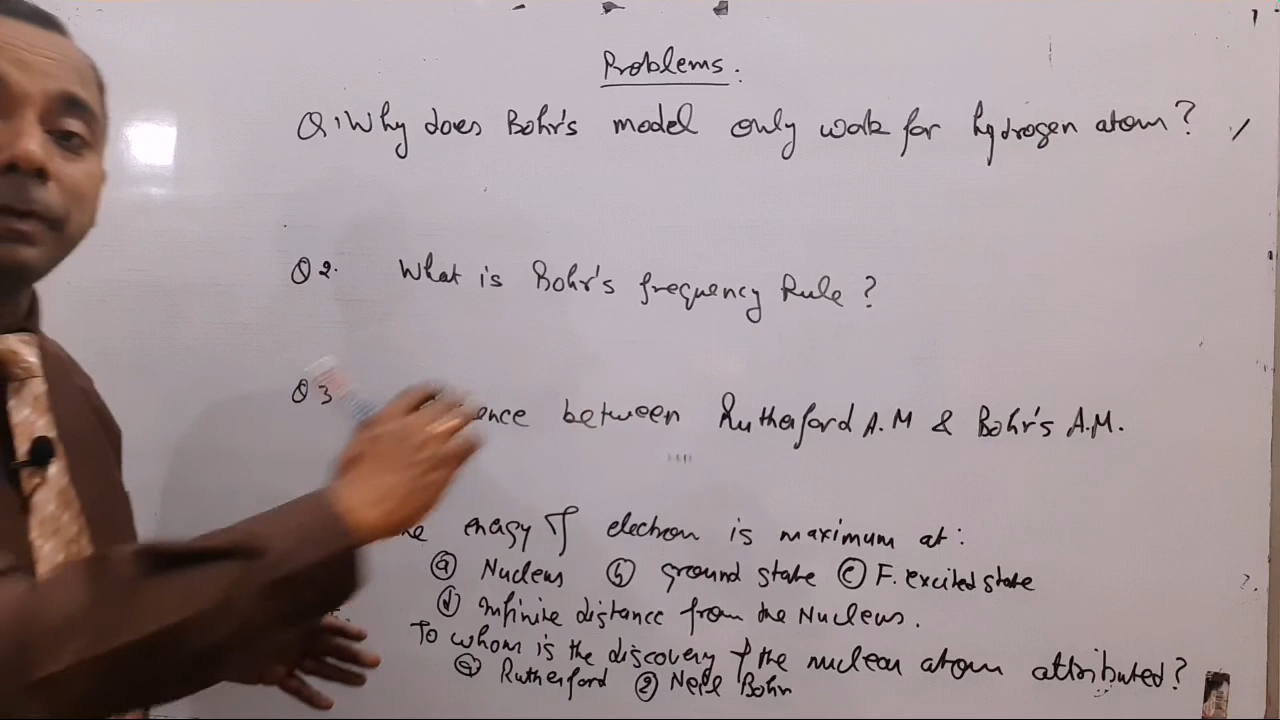 Problems.
Q1 Why does Bohr's model only work for hydrogen atom?
Q2. What is Bohr's frequency Rule?
Q3 ence between Rutherford A.M & Bohr's A.M.
he energy of electron is maximum at:
(a) Nucleus (b) ground state (c) F. excited state
(d) Infinite distance from the Nucleus.
To whom is the discovery of the nuclear atom attributed?
(a) Rutherford (2) Neil Bohr